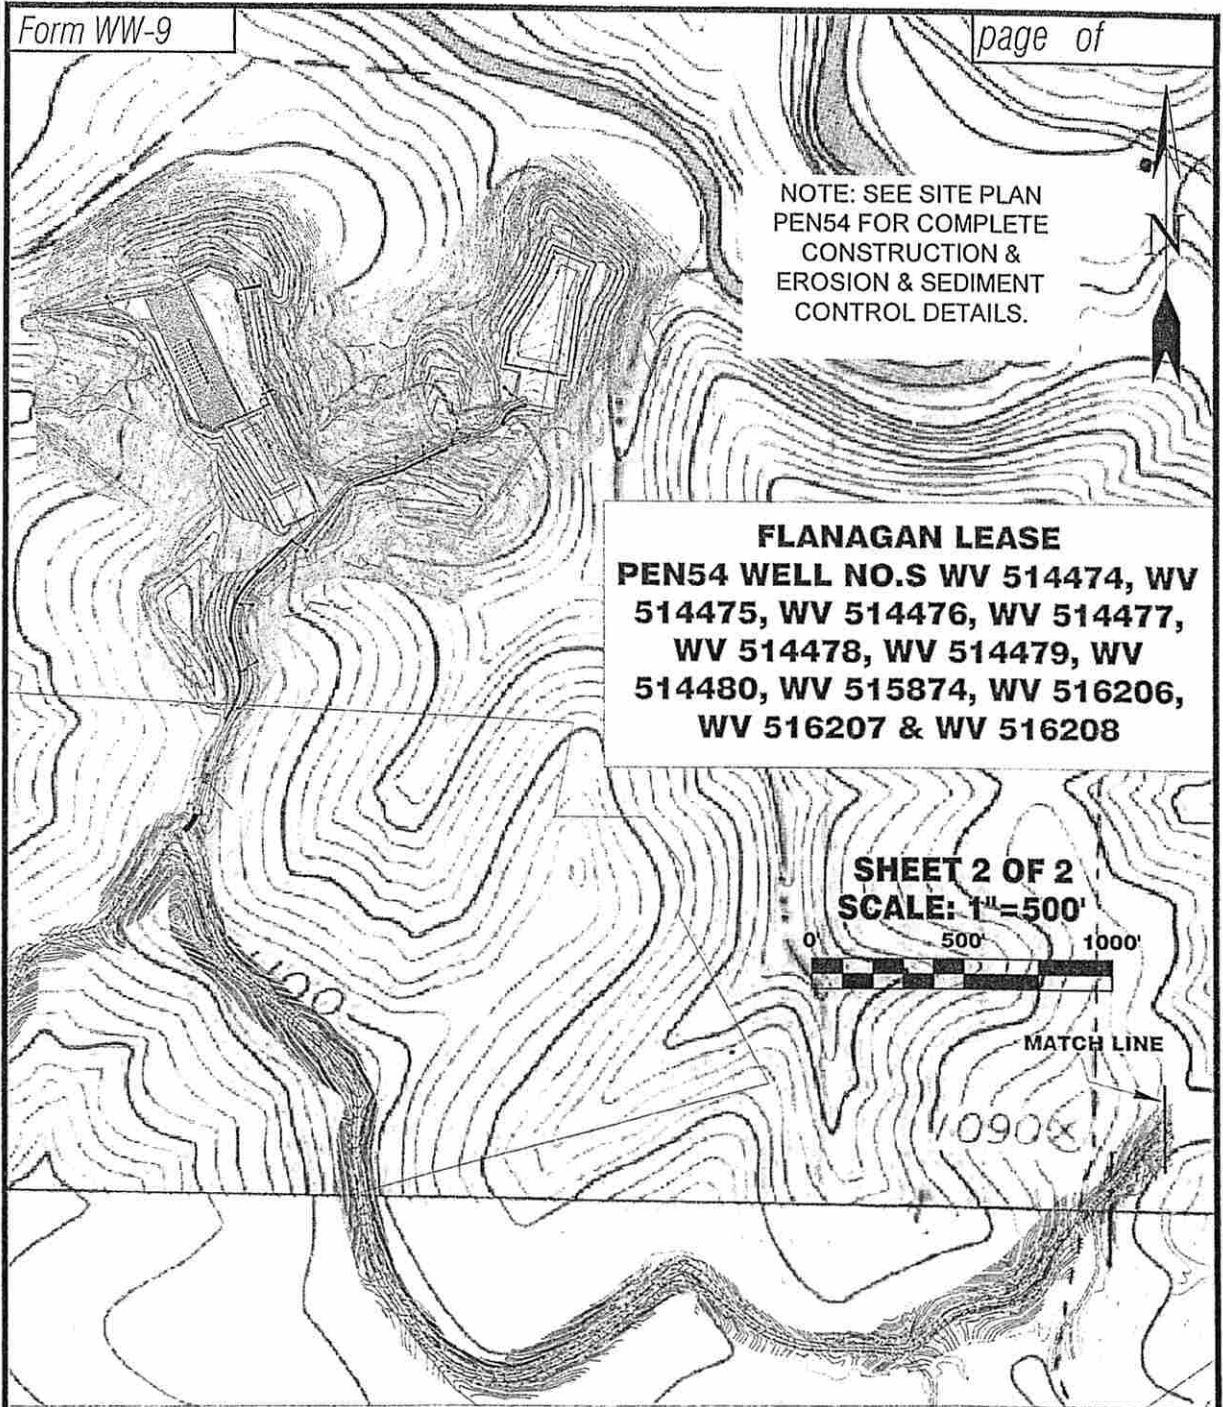 Form WW-9
page of
NOTE: SEE SITE PLAN
PEN54 FOR COMPLETE
CONSTRUCTION &
EROSION & SEDIMENT
CONTROL DETAILS.
N
FLANAGAN LEASE
PEN54 WELL NO.S WV 514474, WV
514475, WV 514476, WV 514477,
WV 514478, WV 514479, WV
514480, WV 515874, WV 516206,
WV 516207 & WV 516208
SHEET 2 OF 2
SCALE: 1"=500'
0 500' 1000'
MATCH LINE
1090x